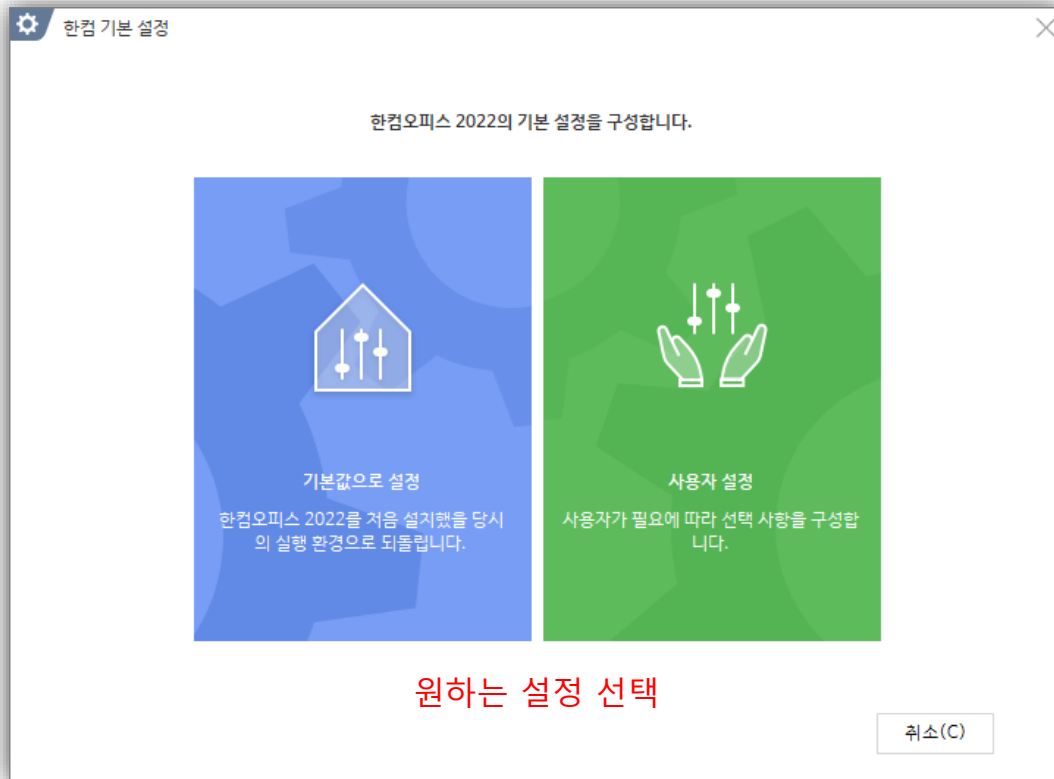 한컴 기본 설정
한컴오피스 2022의 기본 설정을 구성합니다.
기본값으로 설정
한컴오피스 2022를 처음 설치했을 당시
의 실행 환경으로 되돌립니다.
사용자 설정
사용자가 필요에 따라 선택 사항을 구성합
니다.
원하는 설정 선택
취소(C)